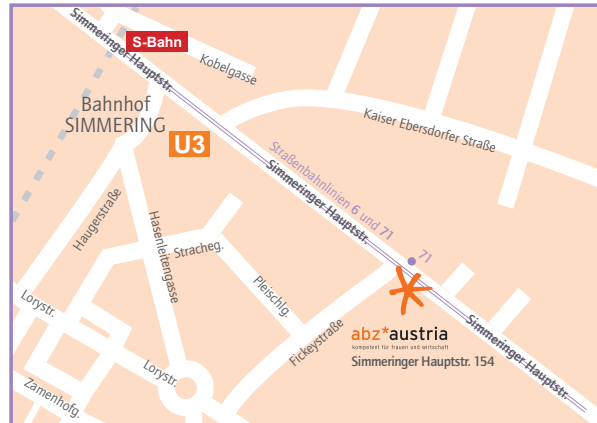 Simmeringer Hauptstr.
S-Bahn
Kobelgasse
Bahnhof
SIMMERING
U3
Kaiser Ebersdorfer Straße
Straßenbahnlinien 6 und 71
Simmeringer Hauptstr.
71
Haugerstraße
Hasenleitengasse
Stracheg.
Pleischlg.
Lorystr.
Fickeystraße
abz*austria
kompetent für frauen und wirtschaft
Simmeringer Hauptstr. 154
Simmeringer Hauptstr.
Lorystr.
Zamenhofg.